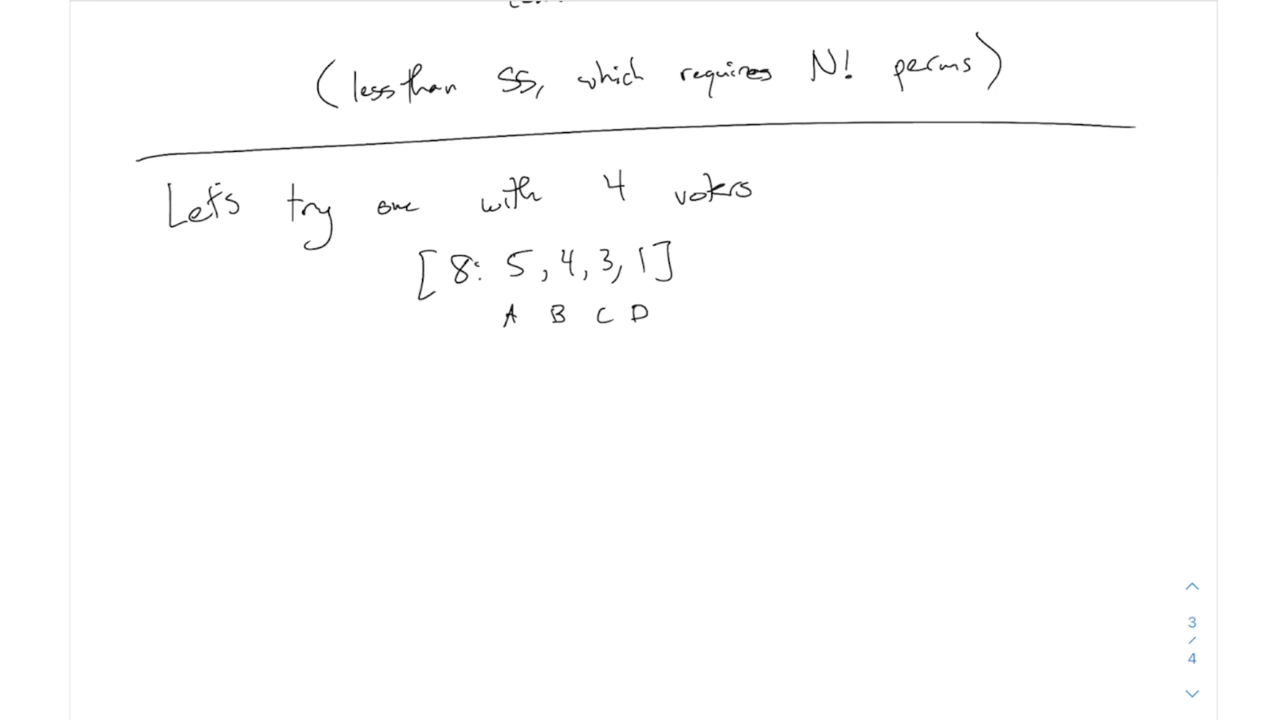 (less than SS, which requires N! perms)
Let's try one with 4 voters
[8: 5, 4, 3, 1]
A B C D
3
/
4